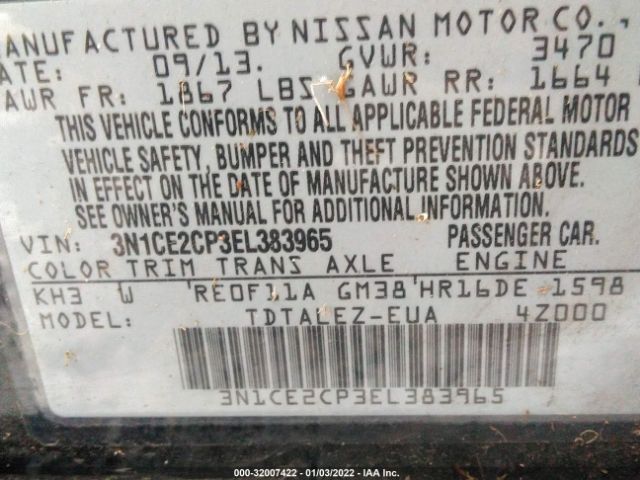 MANUFACTURED BY NISSAN MOTOR CO.,
DATE: 09/13. GVWR: 3470
GAWR FR: 1867 LBS GAWR RR: 1664
THIS VEHICLE CONFORMS TO ALL APPLICABLE FEDERAL MOTOR
VEHICLE SAFETY, BUMPER AND THEFT PREVENTION STANDARDS
IN EFFECT ON THE DATE OF MANUFACTURE SHOWN ABOVE.
SEE OWNER'S MANUAL FOR ADDITIONAL INFORMATION.
VIN: 3N1CE2CP3EL383965 PASSENGER CAR.
COLOR TRIM TRANS AXLE ENGINE
KH3 W RE0F11A GM38 HR16DE 1598
MODEL: TDTALEZ-EUA 4Z000
3N1CE2CP3EL383965
000-32007422 - 01/03/2022 - IAA Inc.